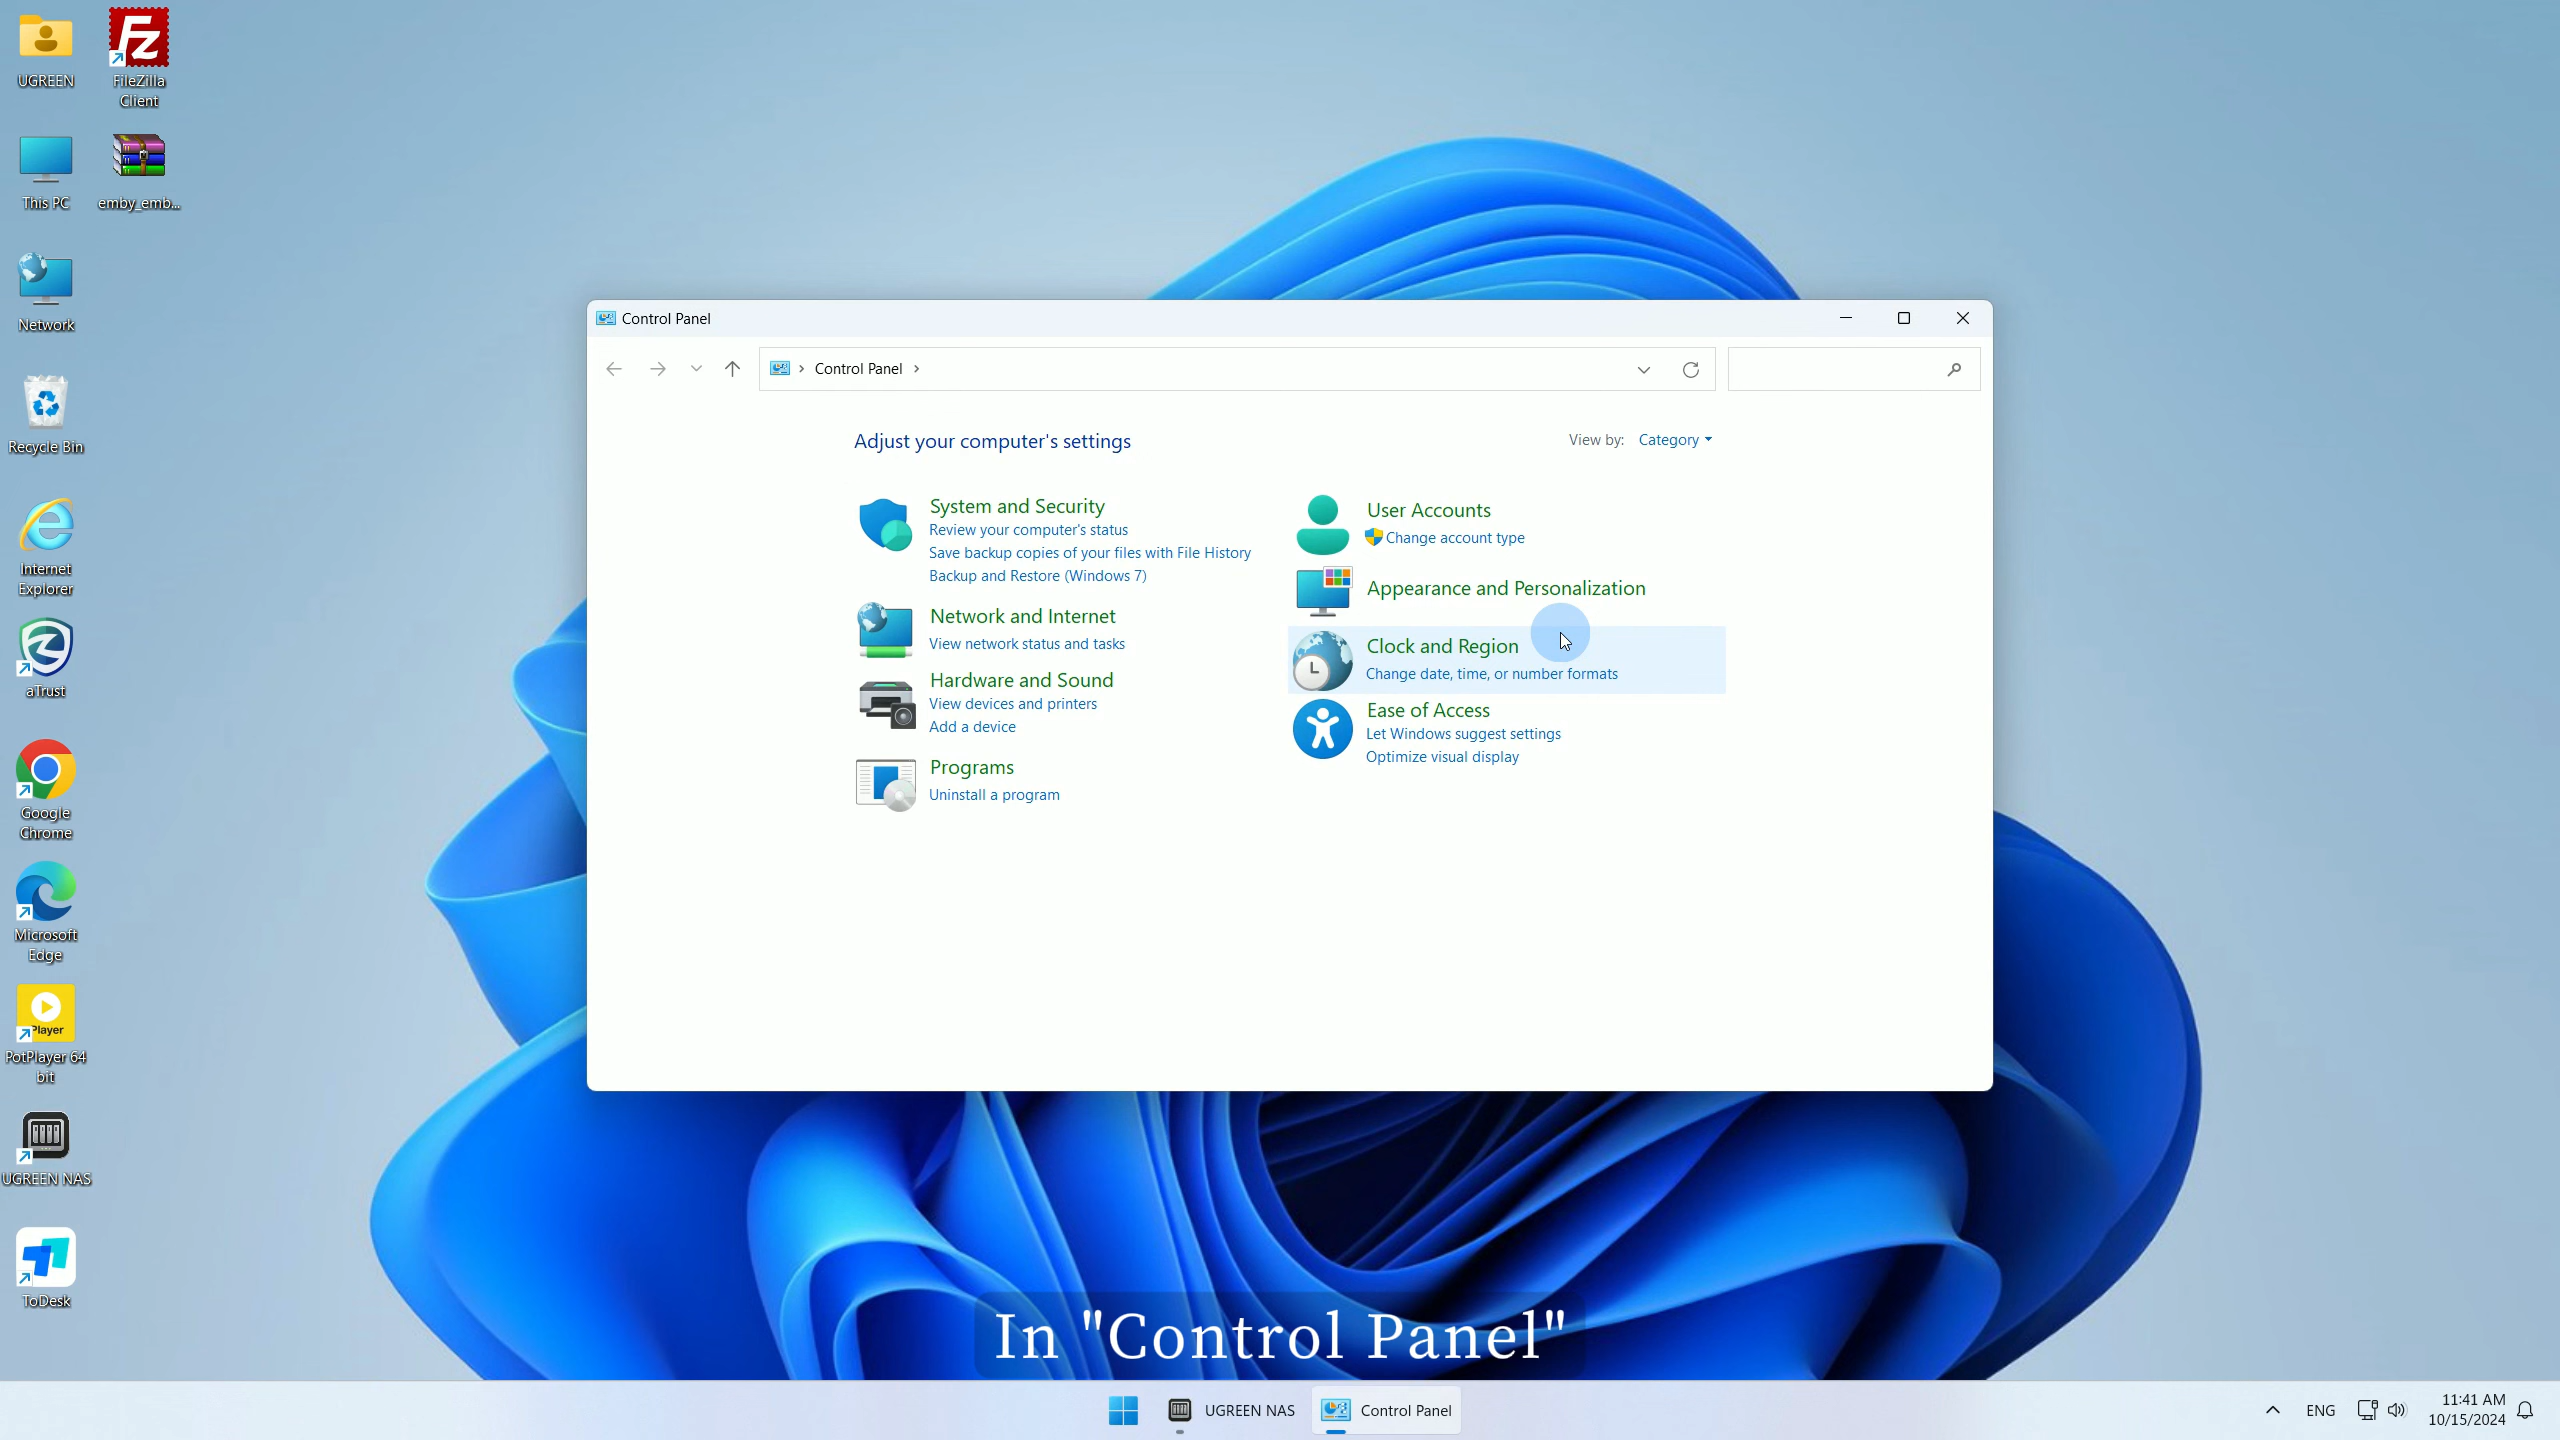 UGREEN
FileZilla
Client
This PC
emby_emb...
Network
Recycle Bin
Internet
Explorer
aTrust
Google
Chrome
Microsoft
Edge
Player
PotPlayer 64
bit
UGREEN NAS
ToDesk
Control Panel
Control Panel
Adjust your computer's settings
View by: Category
System and Security
Review your computer's status
Save backup copies of your files with File History
Backup and Restore (Windows 7)
Network and Internet
View network status and tasks
Hardware and Sound
View devices and printers
Add a device
Programs
Uninstall a program
User Accounts
Change account type
Appearance and Personalization
Clock and Region
Change date, time, or number formats
Ease of Access
Let Windows suggest settings
Optimize visual display
In "Control Panel"
UGREEN NAS
Control Panel
ENG
11:41 AM
10/15/2024